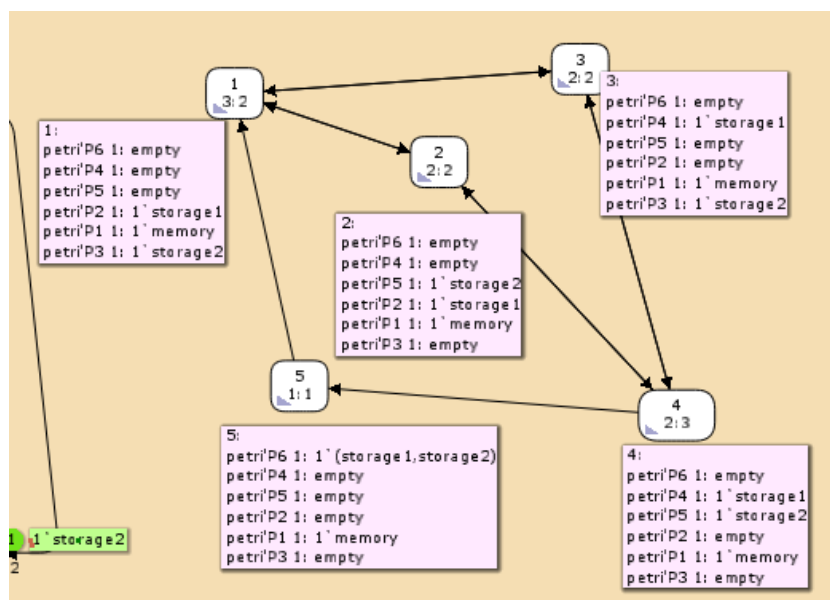 1
3:2
3
2:2
2
2:2
1:
petri'P6 1: empty
petri'P4 1: empty
petri'P5 1: empty
petri'P2 1: 1`storage1
petri'P1 1: 1`memory
petri'P3 1: 1`storage2
3:
petri'P6 1: empty
petri'P4 1: 1`storage1
petri'P5 1: empty
petri'P2 1: empty
petri'P1 1: 1`memory
petri'P3 1: 1`storage2
2:
petri'P6 1: empty
petri'P4 1: empty
petri'P5 1: 1`storage2
petri'P2 1: 1`storage1
petri'P1 1: 1`memory
petri'P3 1: empty
5
1:1
4
2:3
5:
petri'P6 1: 1`(storage1,storage2)
petri'P4 1: empty
petri'P5 1: empty
petri'P2 1: empty
petri'P1 1: 1`memory
petri'P3 1: empty
4:
petri'P6 1: empty
petri'P4 1: 1`storage1
petri'P5 1: 1`storage2
petri'P2 1: empty
petri'P1 1: 1`memory
petri'P3 1: empty
1 1`storage2
2